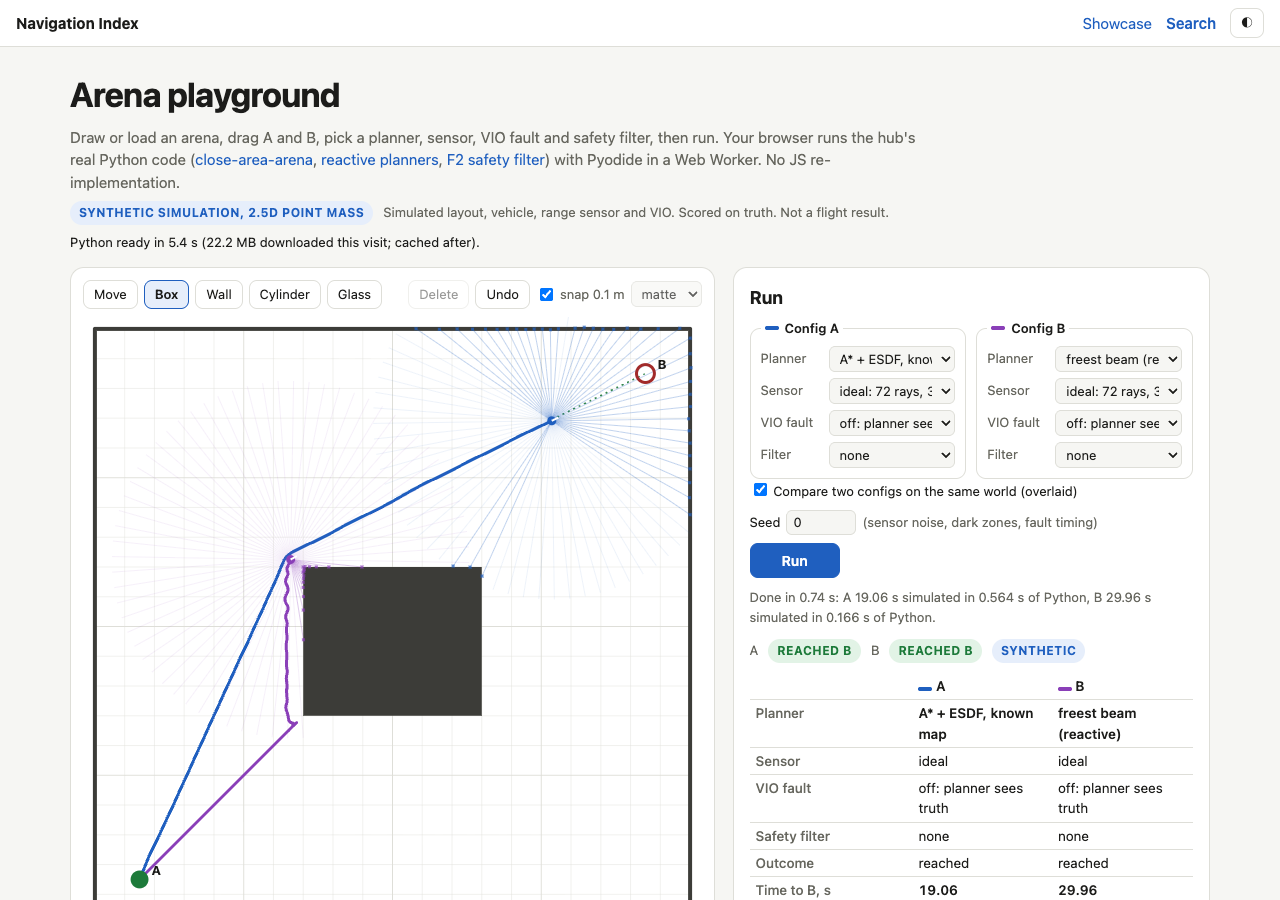 Navigation Index
Showcase
Search
Arena playground
Draw or load an arena, drag A and B, pick a planner, sensor, VIO fault and safety filter, then run. Your browser runs the hub's
real Python code (close-area-arena, reactive planners, F2 safety filter) with Pyodide in a Web Worker. No JS re-
implementation.
SYNTHETIC SIMULATION, 2.5D POINT MASS
Simulated layout, vehicle, range sensor and VIO. Scored on truth. Not a flight result.
Python ready in 5.4 s (22.2 MB downloaded this visit; cached after).
Move
Box
Wall
Cylinder
Glass
Delete
Undo
snap 0.1 m
matte
B
A
Run
Config A
Planner
A* + ESDF, knov
Sensor
ideal: 72 rays, 3
VIO fault
off: planner see
Filter
none
Config B
Planner
freest beam (re
Sensor
ideal: 72 rays, 3
VIO fault
off: planner see
Filter
none
Compare two configs on the same world (overlaid)
Seed 0 (sensor noise, dark zones, fault timing)
Run
Done in 0.74 s: A 19.06 s simulated in 0.564 s of Python, B 29.96 s
simulated in 0.166 s of Python.
A REACHED B B REACHED B SYNTHETIC
A B
Planner A* + ESDF, known map freest beam (reactive)
Sensor ideal ideal
VIO fault off: planner sees truth off: planner sees truth
Safety filter none none
Outcome reached reached
Time to B, s 19.06 29.96